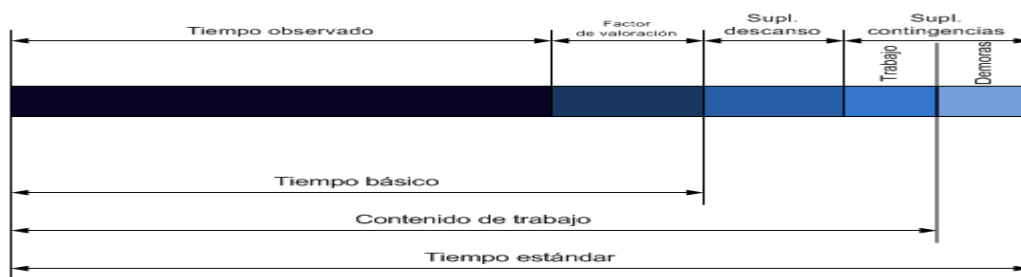 Tiempo observado
Factor
de valoración
Supl.
descanso
Supl.
contingencias
Trabajo
Demoras
Tiempo básico
Contenido de trabajo
Tiempo estándar